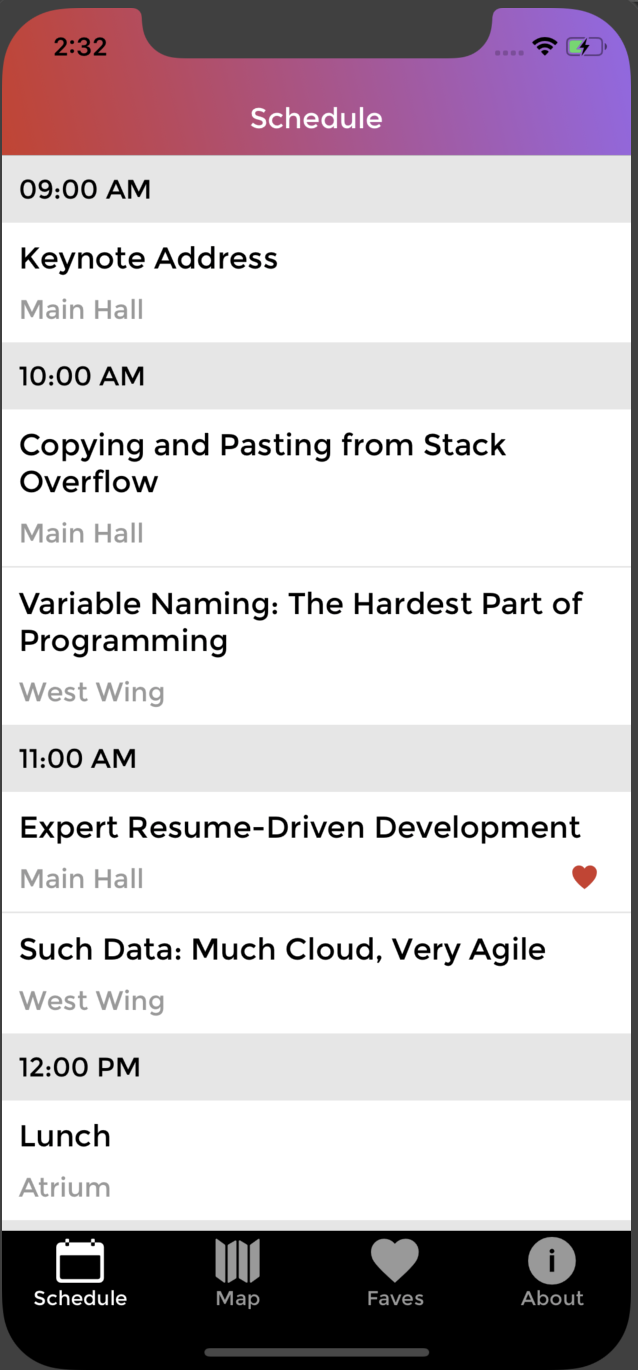 2:32
Schedule
09:00 AM
Keynote Address
Main Hall
10:00 AM
Copying and Pasting from Stack
Overflow
Main Hall
Variable Naming: The Hardest Part of
Programming
West Wing
11:00 AM
Expert Resume-Driven Development
Main Hall
Such Data: Much Cloud, Very Agile
West Wing
12:00 PM
Lunch
Atrium
Schedule Map Faves About